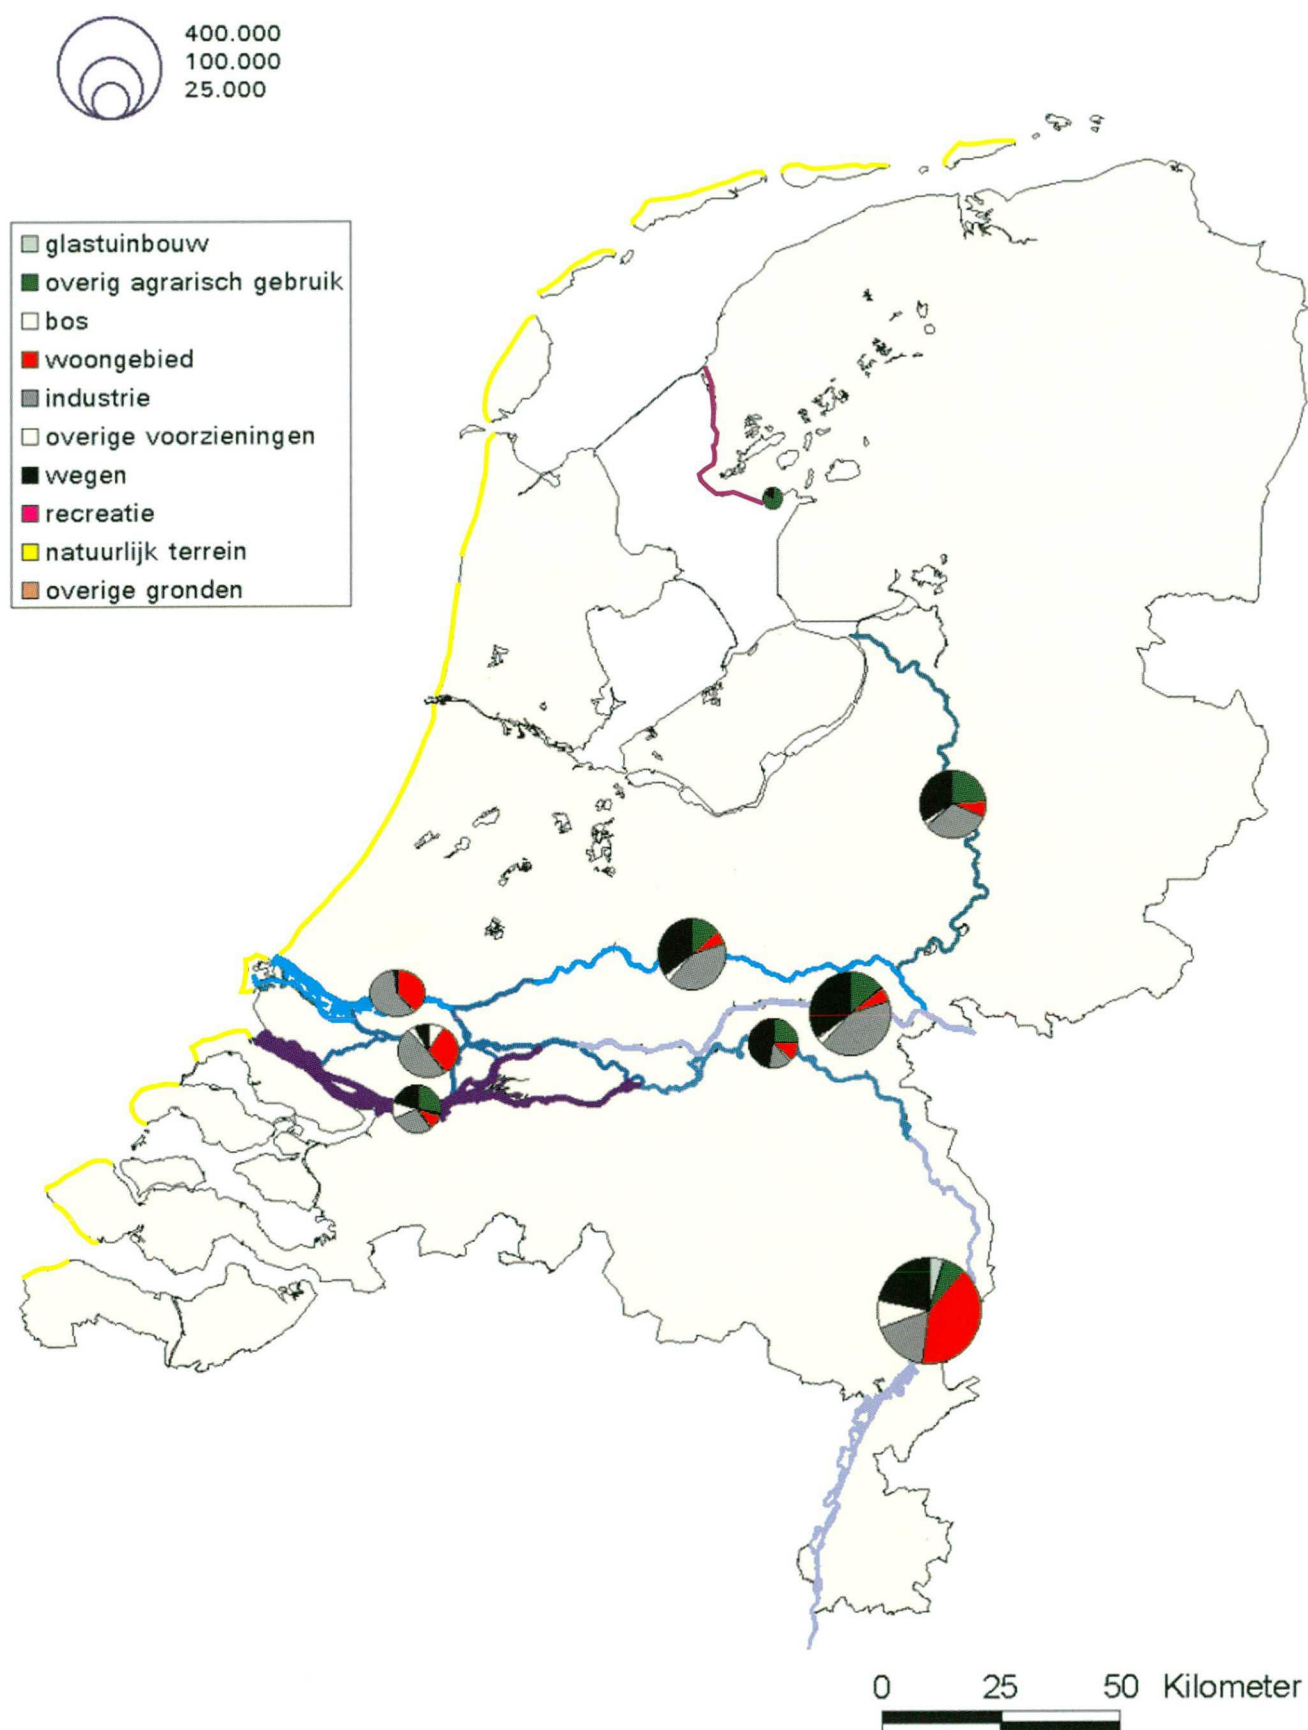 400.000
100.000
25.000
glastuinbouw
overig agrarisch gebruik
bos
woongebied
industrie
overige voorzieningen
wegen
recreatie
natuurlijk terrein
overige gronden
0 25 50 Kilometer